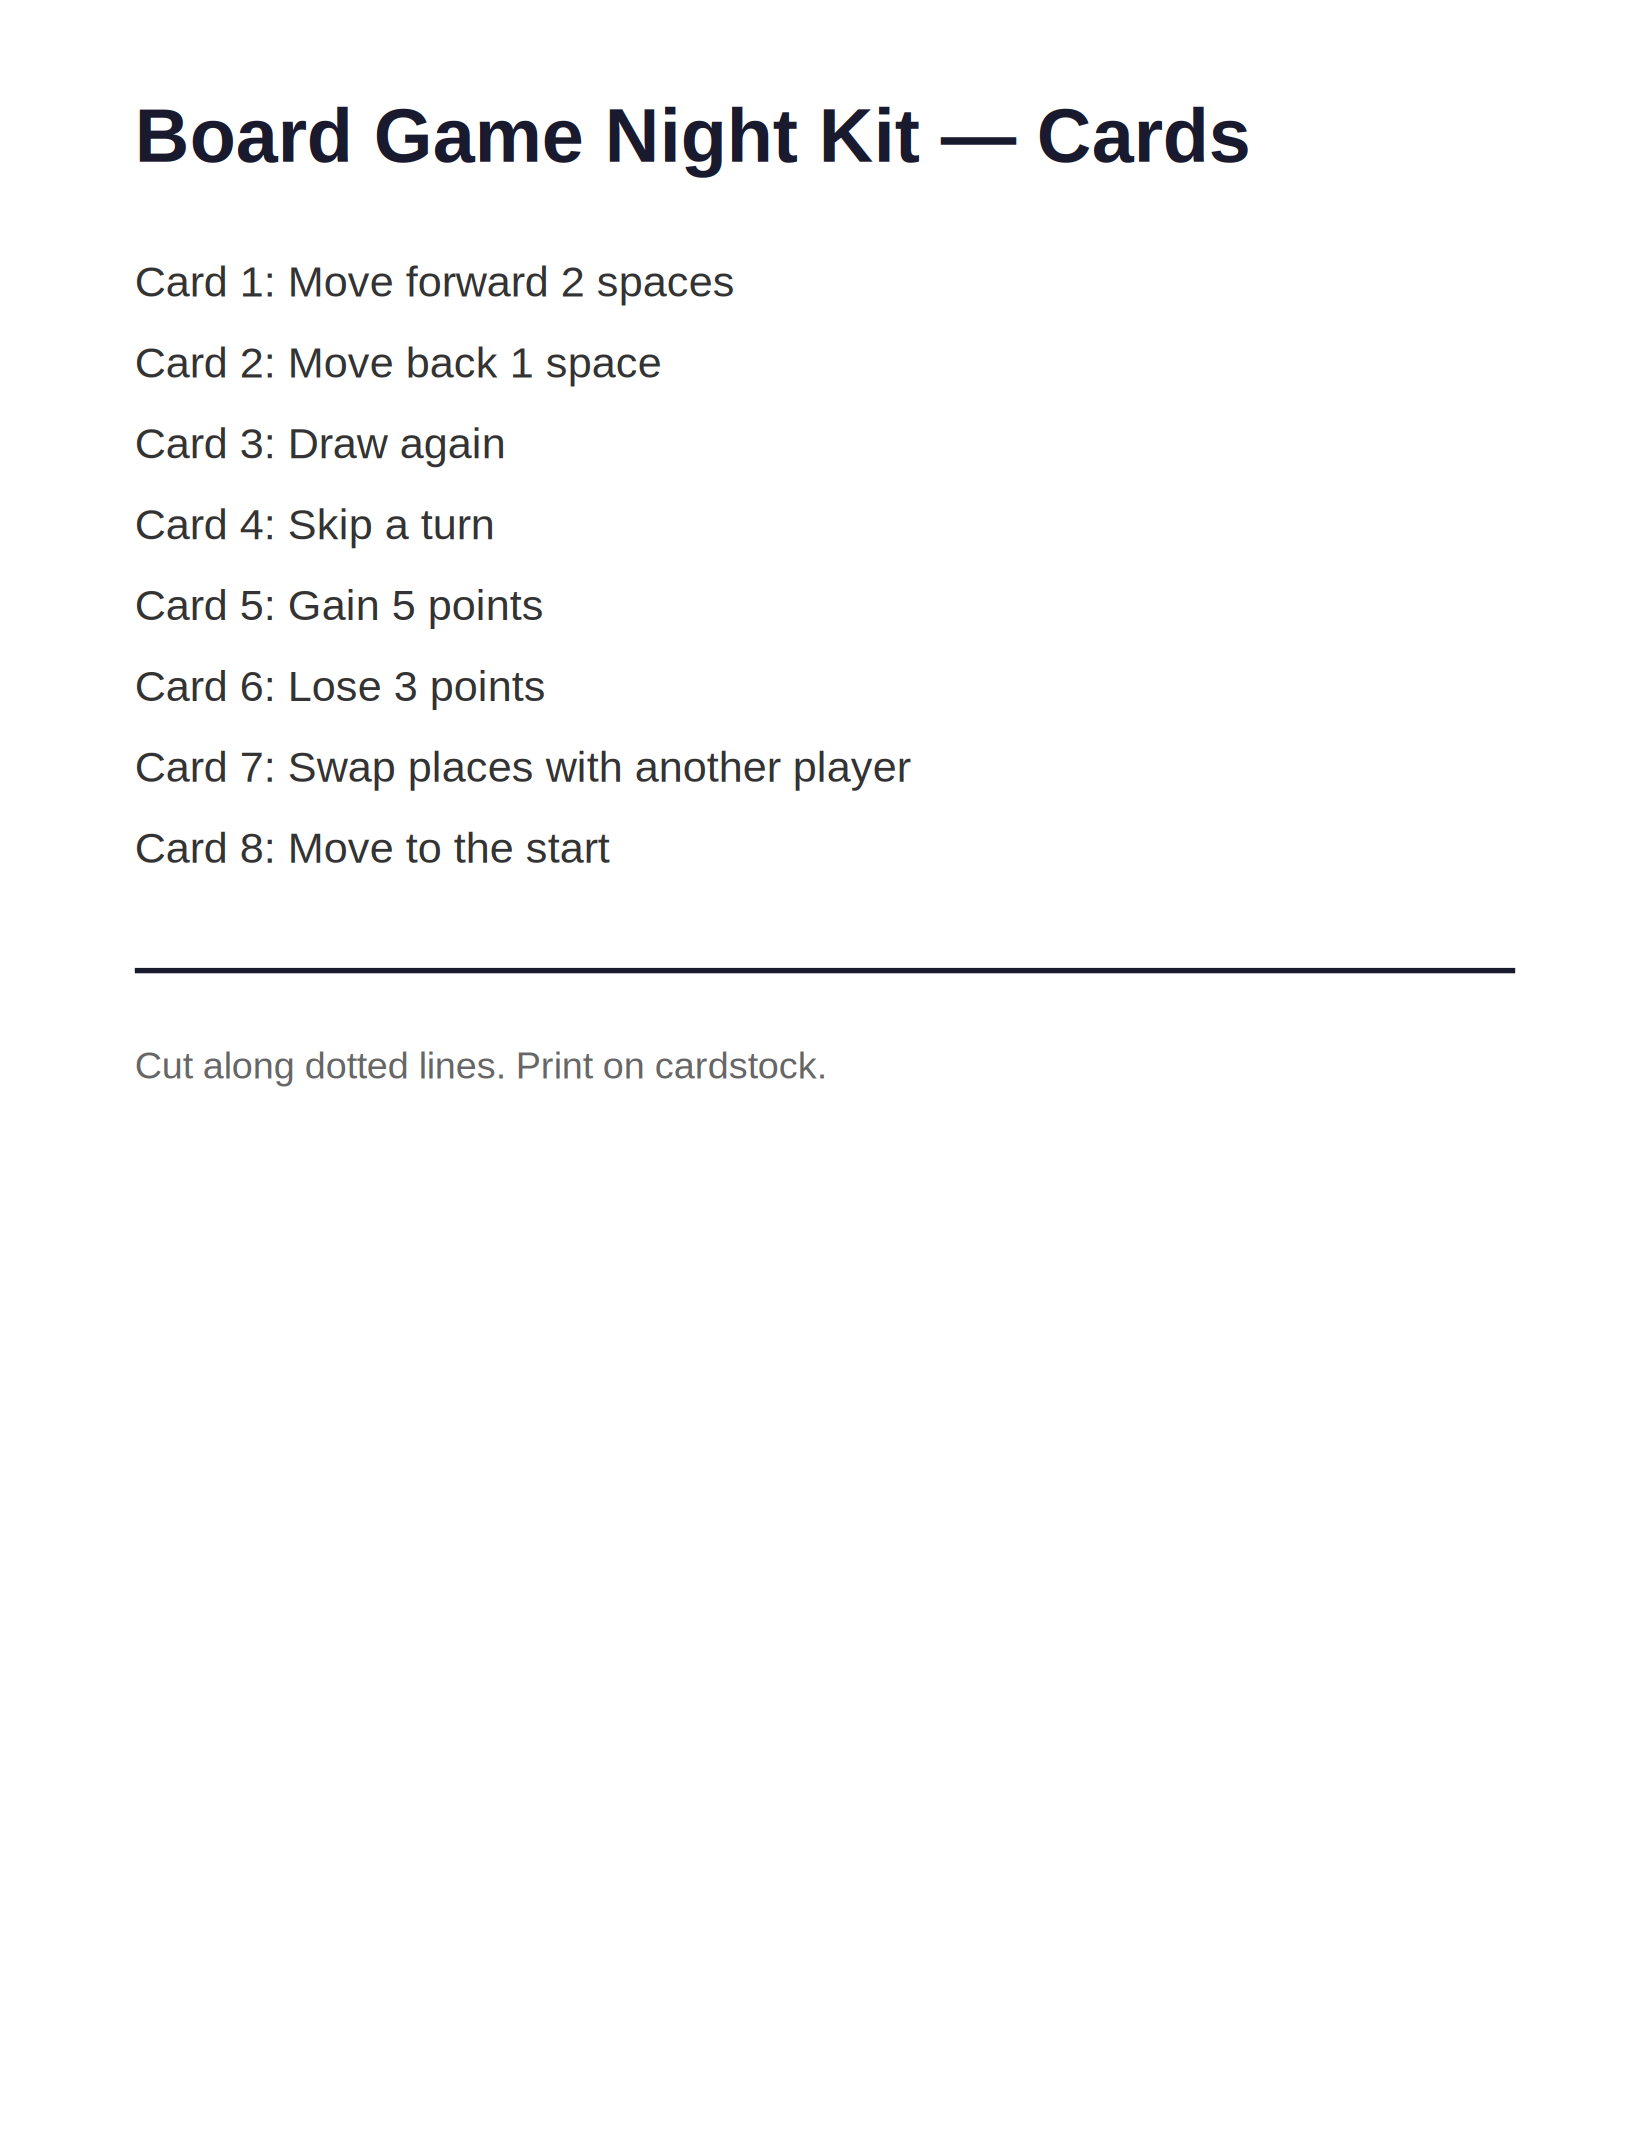 Board Game Night Kit — Cards
Card 1: Move forward 2 spaces
Card 2: Move back 1 space
Card 3: Draw again
Card 4: Skip a turn
Card 5: Gain 5 points
Card 6: Lose 3 points
Card 7: Swap places with another player
Card 8: Move to the start
Cut along dotted lines. Print on cardstock.